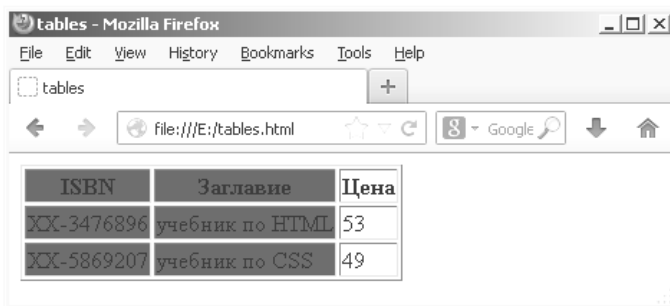 tables - Mozilla Firefox
File Edit View History Bookmarks Tools Help
tables +
file:///E:/tables.html 8 Google
ISBN Заглавие Цена
XX-3476896 учебник по HTML 53
XX-5869207 учебник по CSS 49